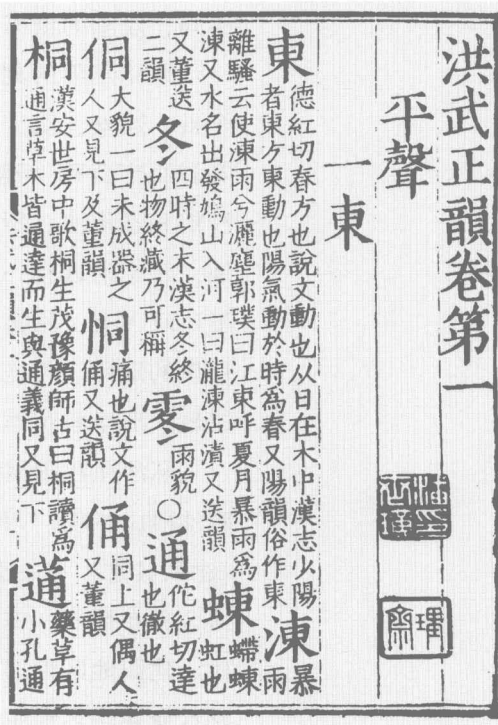 洪武正韻卷第一
平聲
一東
東德紅切春方也說文動也从日在木中漢志少陽者東方東動也陽氣動於時為春又陽韻俗作東涷暴雨
離騷云使涷雨兮灑塵郭璞曰江東呼夏月暴雨爲涷又水名出發鳩山入河一曰瀧涷沾漬又送韻蝀螮蝀虹也
又董送二韻冬四時之末漢志冬終也物終藏乃可稱雨貌○通佗紅切達也徹也
侗大貌一曰未成器之人又見下及董韻恫痛也說文作俑又送韻俑同上又偶人又董韻
桐漢安世房中歌桐生茂豫顏師古曰桐讀爲通言草木皆通達而生與通義同又見下蓪藥草有小孔通